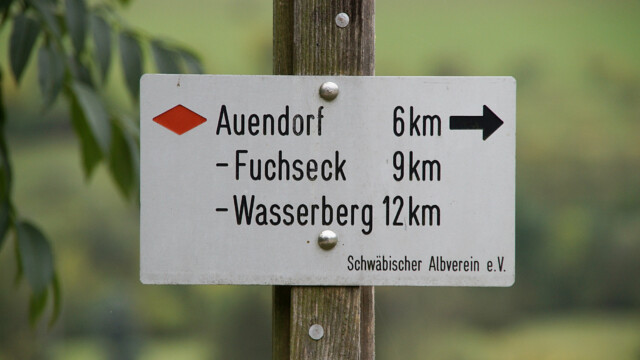 Auendorf 6km
-Fuchseck 9km
-Wasserberg 12km
Schwäbischer Albverein e.V.